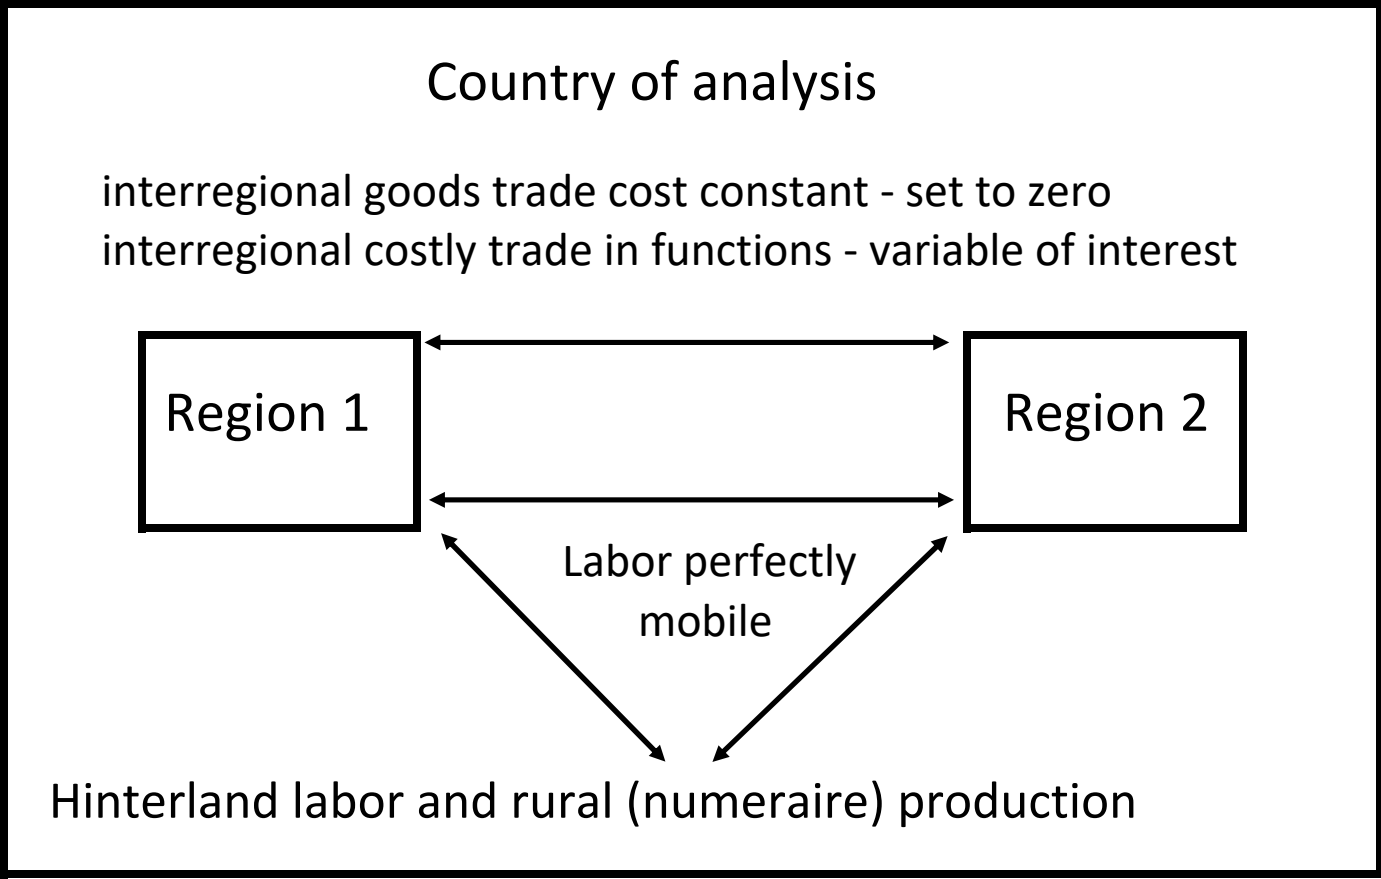 Country of analysis
interregional goods trade cost constant - set to zero
interregional costly trade in functions - variable of interest
Region 1
Region 2
Labor perfectly
mobile
Hinterland labor and rural (numeraire) production